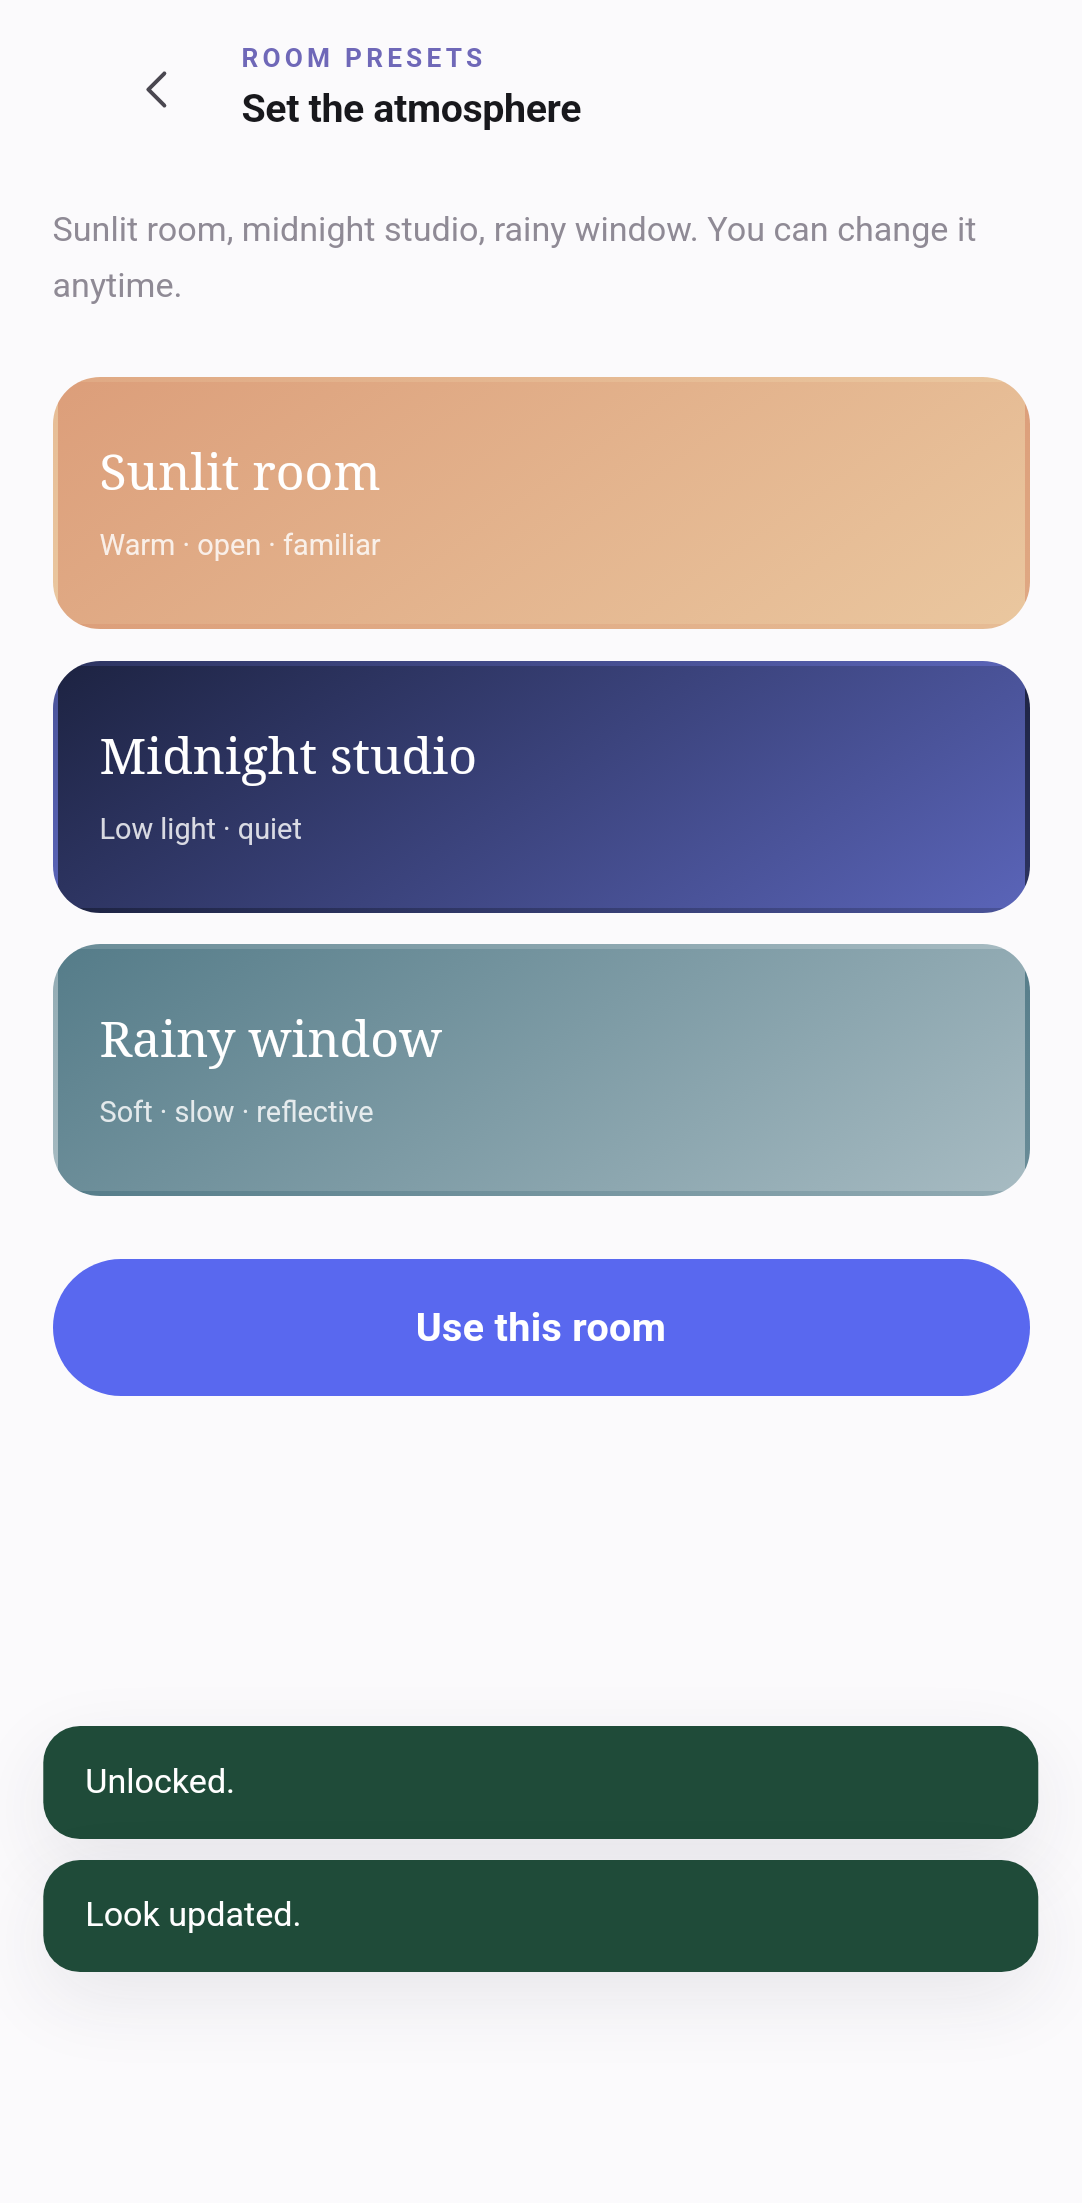 ROOM PRESETS
Set the atmosphere
Sunlit room, midnight studio, rainy window. You can change it
anytime.
Sunlit room
Warm · open · familiar
Midnight studio
Low light · quiet
Rainy window
Soft · slow · reflective
Use this room
Unlocked.
Look updated.